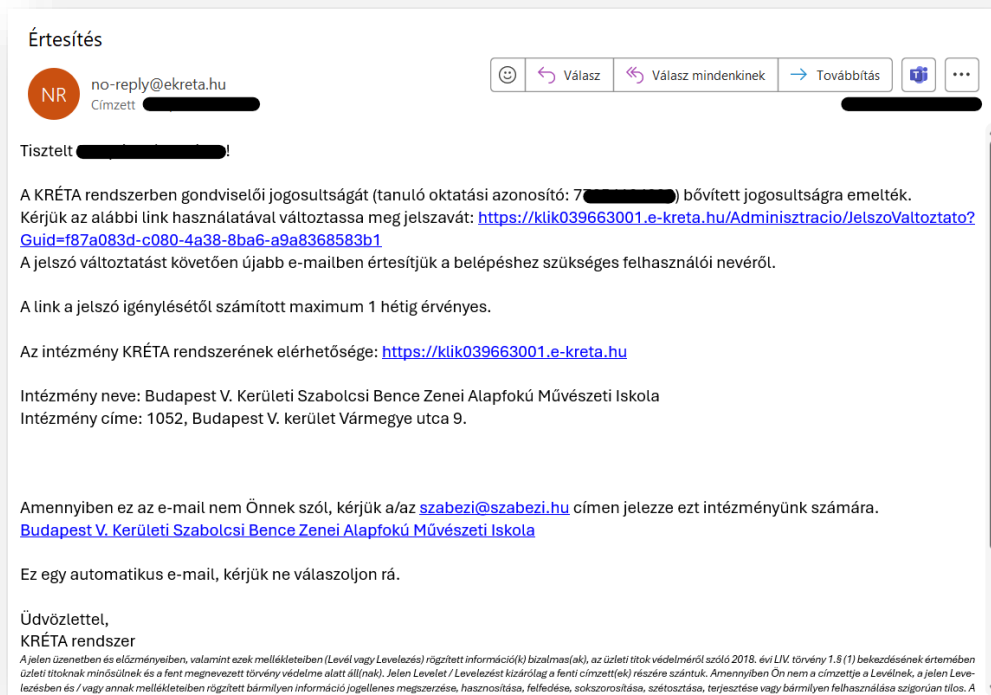 Értesítés
NR
no-reply@ekreta.hu
Címzett
Válasz
Válasz mindenkinek
Továbbítás
Tisztelt !
A KRÉTA rendszerben gondviselői jogosultságát (tanuló oktatási azonosító: 7 ) bővített jogosultságra emelték.
Kérjük az alábbi link használatával változtassa meg jelszavát: https://klik039663001.e-kreta.hu/Adminisztracio/JelszoValtoztato?
Guid=f87a083d-c080-4a38-8ba6-a9a8368583b1
A jelszó változtatást követően újabb e-mailben értesítjük a belépéshez szükséges felhasználói nevéről.
A link a jelszó igénylésétől számított maximum 1 hétig érvényes.
Az intézmény KRÉTA rendszerének elérhetősége: https://klik039663001.e-kreta.hu
Intézmény neve: Budapest V. Kerületi Szabolcsi Bence Zenei Alapfokú Művészeti Iskola
Intézmény címe: 1052, Budapest V. kerület Vármegye utca 9.
Amennyiben ez az e-mail nem Önnek szól, kérjük a/az szabezi@szabezi.hu címen jelezze ezt intézményünk számára.
Budapest V. Kerületi Szabolcsi Bence Zenei Alapfokú Művészeti Iskola
Ez egy automatikus e-mail, kérjük ne válaszoljon rá.
Üdvözlettel,
KRÉTA rendszer
A jelen üzenetben és előzményeiben, valamint ezek mellékleteiben (Levél vagy Levelezés) rögzített információ(k) bizalmas(ak), az üzleti titok védelméről szóló 2018. évi LIV. törvény 1.§ (1) bekezdésének értemében
üzleti titoknak minősülnek és a fent megnevezett törvény védelme alatt áll(nak). Jelen Levelet / Levelezést kizárólag a fenti címzett(ek) részére szántuk. Amennyiben Ön nem a címzettje a Levélnek, a jelen Leve-
lezésben és / vagy annak mellékleteiben rögzített bármilyen információ jogellenes megszerzése, hasznosítása, felfedése, sokszorosítása, szétosztása, terjesztése vagy bármilyen felhasználása szigorúan tilos. A